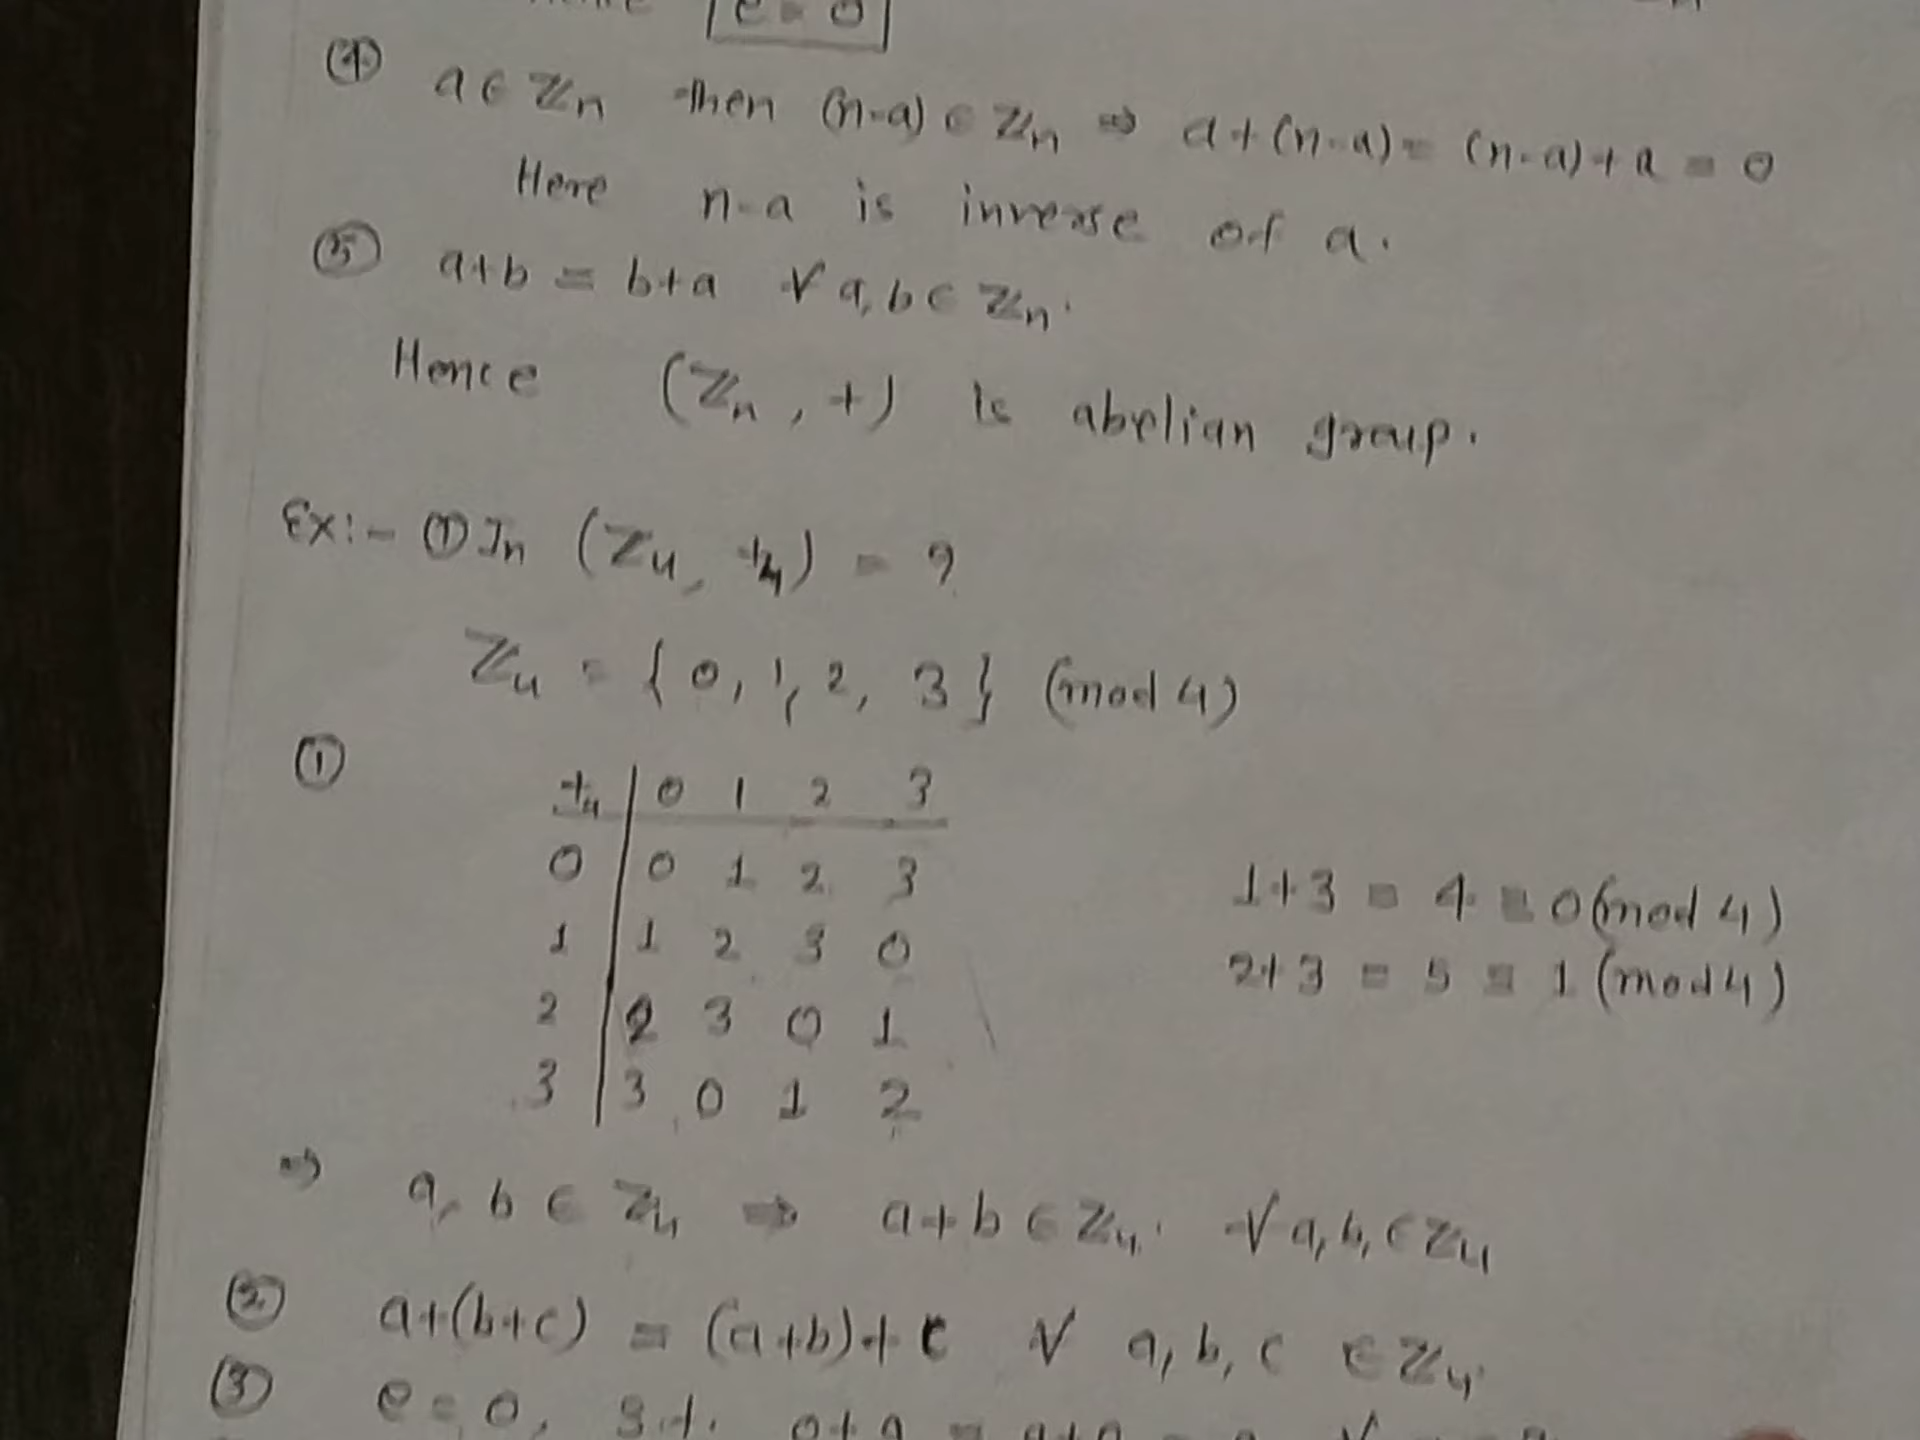 e = 0
④ a ∈ ℤn then (n-a) ∈ ℤn ⇒ a+(n-a) = (n-a)+a = 0
Here n-a is inverse of a.
⑤ a+b = b+a ∀ a, b ∈ ℤn.
Hence (ℤn, +) is abelian group.
Ex:- ① In (ℤ4, +4) = ?
ℤ4 = {0, 1, 2, 3} (mod 4)
①
+4 | 0 1 2 3
0 | 0 1 2 3
1 | 1 2 3 0
2 | 2 3 0 1
3 | 3 0 1 2
1+3 = 4 ≡ 0 (mod 4)
2+3 = 5 ≡ 1 (mod 4)
⇒ a, b ∈ ℤ4 ⇒ a+b ∈ ℤ4. ∀ a, b, ∈ ℤ4
② a+(b+c) = (a+b)+c ∀ a, b, c ∈ ℤ4.
③ e = 0, s.t.